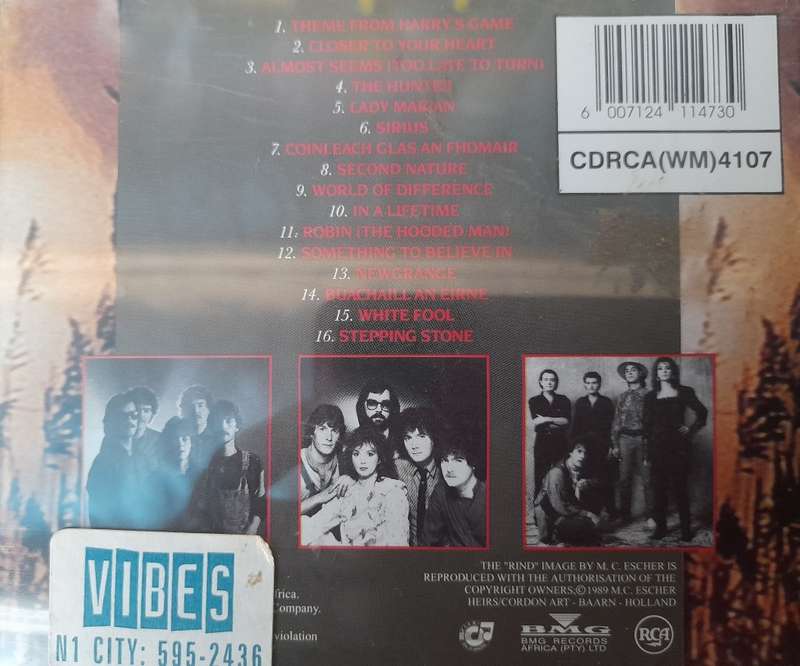 1. THEME FROM HARRY'S GAME
2. CLOSER TO YOUR HEART
3. ALMOST SEEMS (TOO LATE TO TURN)
4. THE HUNTER
5. LADY MARIAN
6. SIRIUS
7. COINLEACH GLAS AN FHOMAIR
8. SECOND NATURE
9. WORLD OF DIFFERENCE
10. IN A LIFETIME
11. ROBIN (THE HOODED MAN)
12. SOMETHING TO BELIEVE IN
13. NEWGRANGE
14. BUACHAILL AN EIRNE
15. WHITE FOOL
16. STEPPING STONE
6 007124 114730
CDRCA(WM)4107
VIBES
N1 CITY: 595-2436
frica.
Company.
violation
THE "RIND" IMAGE BY M. C. ESCHER IS
REPRODUCED WITH THE AUTHORISATION OF THE
COPYRIGHT OWNERS,© 1989 M.C. ESCHER
HEIRS/CORDON ART - BAARN - HOLLAND
BMG
BMG RECORDS
AFRICA (PTY) LTD
RCA